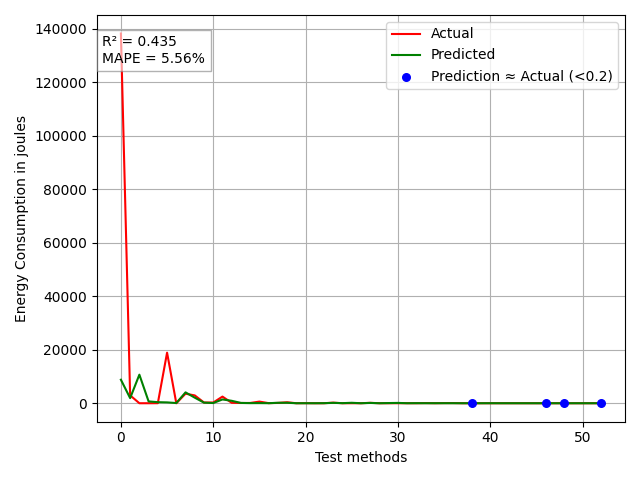 R² = 0.435
MAPE = 5.56%
Actual
Predicted
Prediction ≈ Actual (<0.2)
Energy Consumption in joules
140000
120000
100000
80000
60000
40000
20000
0
0 10 20 30 40 50
Test methods